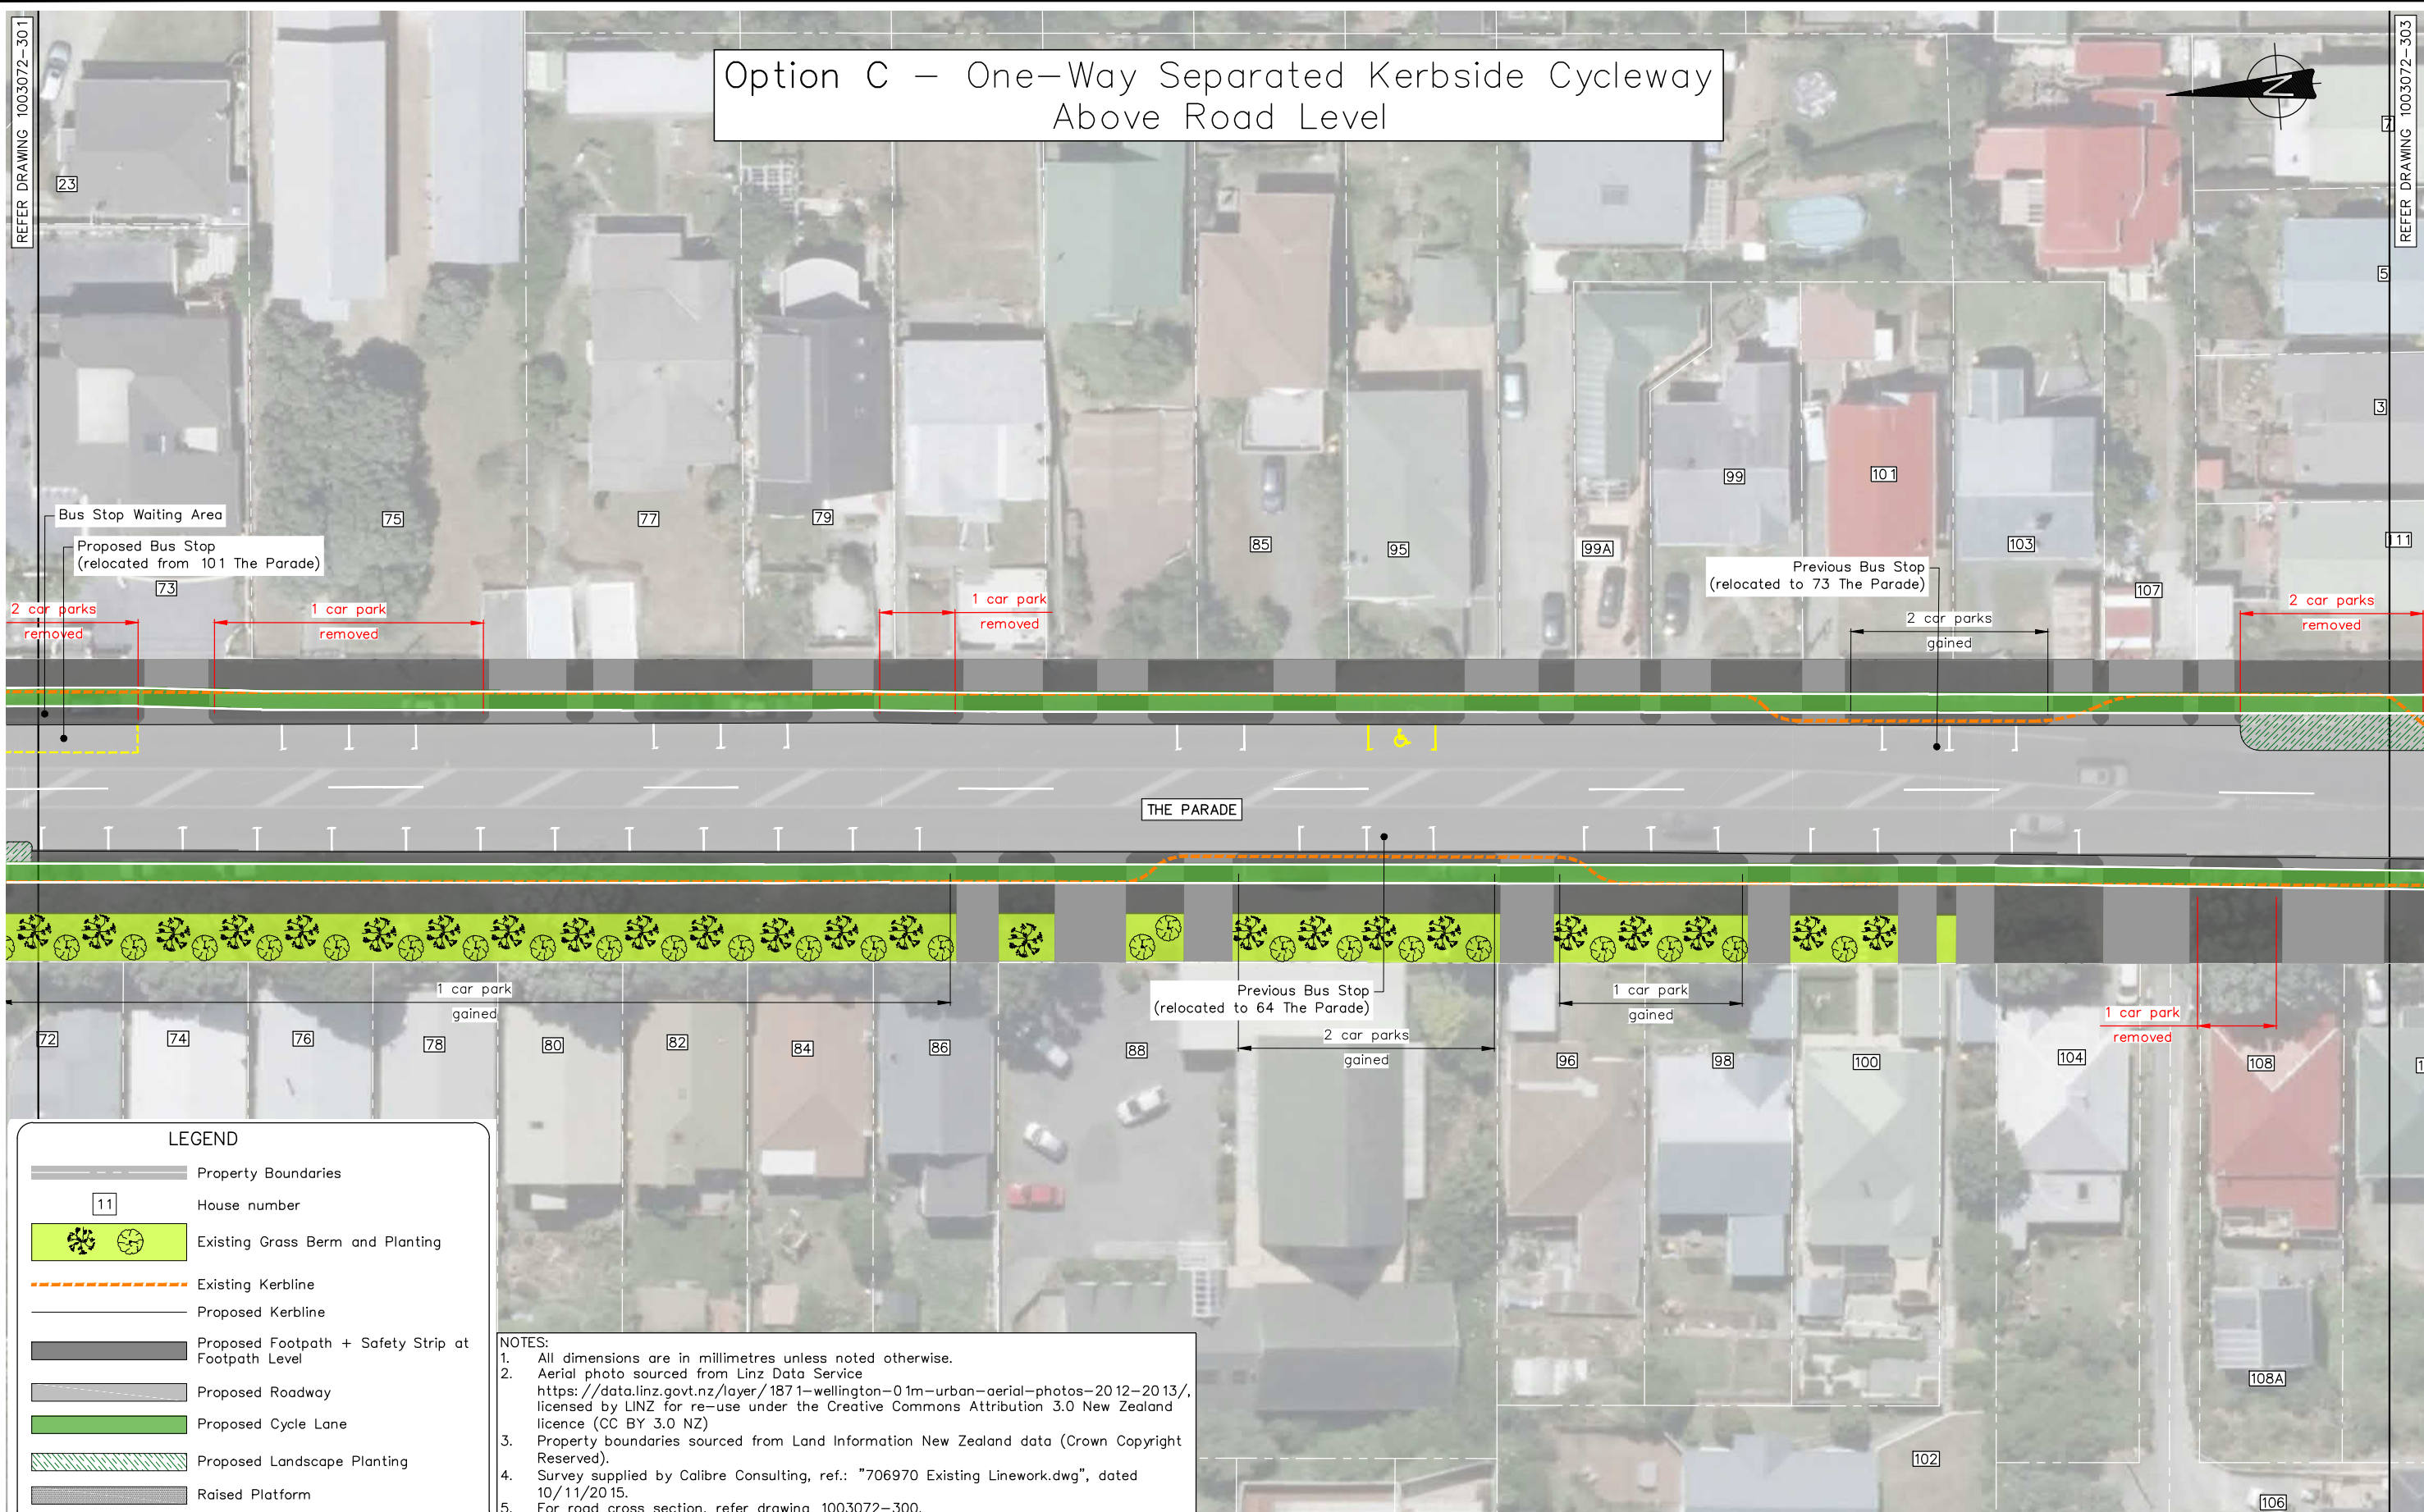 REFER DRAWING 1003072-301
Option C – One-Way Separated Kerbside Cycleway
Above Road Level
N
REFER DRAWING 1003072-303
23
7
5
3
Bus Stop Waiting Area
Proposed Bus Stop
(relocated from 101 The Parade)
73
75
77
79
85
95
99A
99
101
103
107
111
Previous Bus Stop
(relocated to 73 The Parade)
2 car parks
removed
1 car park
removed
1 car park
removed
2 car parks
gained
2 car parks
removed
THE PARADE
1 car park
gained
Previous Bus Stop
(relocated to 64 The Parade)
2 car parks
gained
1 car park
gained
1 car park
removed
72
74
76
78
80
82
84
86
88
96
98
100
104
108
108A
102
106
LEGEND
Property Boundaries
11
House number
Existing Grass Berm and Planting
Existing Kerbline
Proposed Kerbline
Proposed Footpath + Safety Strip at
Footpath Level
Proposed Roadway
Proposed Cycle Lane
Proposed Landscape Planting
Raised Platform
NOTES:
1. All dimensions are in millimetres unless noted otherwise.
2. Aerial photo sourced from Linz Data Service
https://data.linz.govt.nz/layer/1871-wellington-01m-urban-aerial-photos-2012-2013/,
licensed by LINZ for re-use under the Creative Commons Attribution 3.0 New Zealand
licence (CC BY 3.0 NZ)
3. Property boundaries sourced from Land Information New Zealand data (Crown Copyright
Reserved).
4. Survey supplied by Calibre Consulting, ref.: "706970 Existing Linework.dwg", dated
10/11/2015.
5. For road cross section, refer drawing 1003072-300.